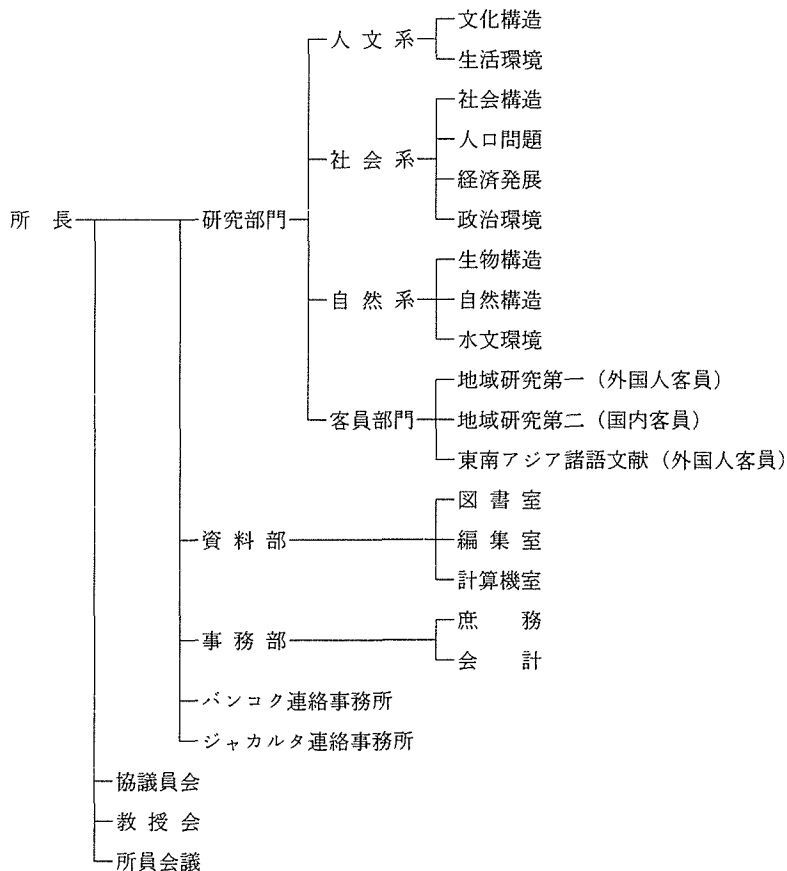 文化構造
人文系
生活環境
社会構造
人口問題
社会系
経済発展
所長 研究部門 政治環境
生物構造
自然系 自然構造
水文環境
地域研究第一（外国人客員）
客員部門 地域研究第二（国内客員）
東南アジア諸語文献（外国人客員）
図書室
資料部 編集室
計算機室
庶務
事務部
会計
バンコク連絡事務所
ジャカルタ連絡事務所
協議員会
教授会
所員会議